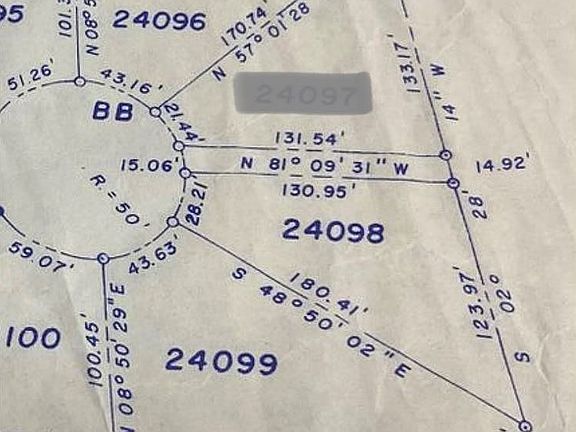 95
101.3
N 08° 5
24096
170.74'
N 57° 01' 28
133.17'
14" W
51.26'
43.16'
BB
21.44'
24097
131.54'
15.06'
N 81° 09' 31" W
14.92'
130.95'
R. = 50'
28.21
28'
24098
59.07'
43.63'
180.41'
S 48° 50' 02" E
123.97'
S 02°
100
100.45'
N 08° 50' 29" E
24099